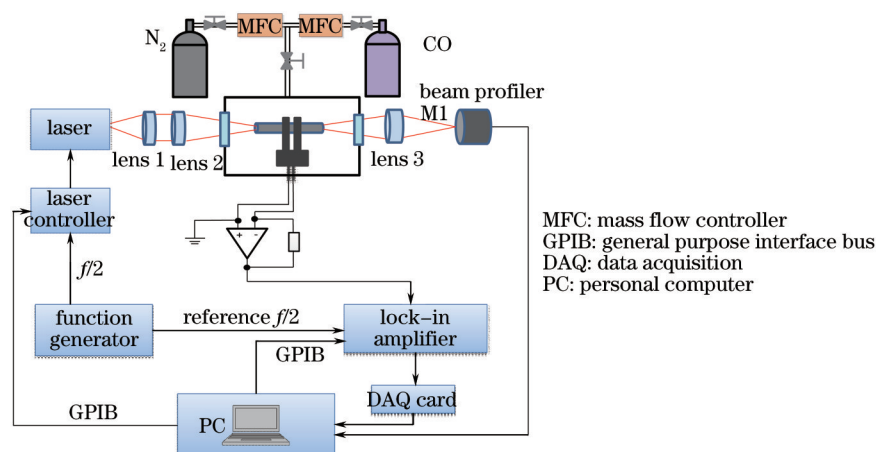 N2
MFC
MFC
CO
beam profiler
M1
laser
lens 1
lens 2
lens 3
laser
controller
f/2
function
generator
reference f/2
lock-in
amplifier
GPIB
DAQ card
GPIB
PC
MFC: mass flow controller
GPIB: general purpose interface bus
DAQ: data acquisition
PC: personal computer